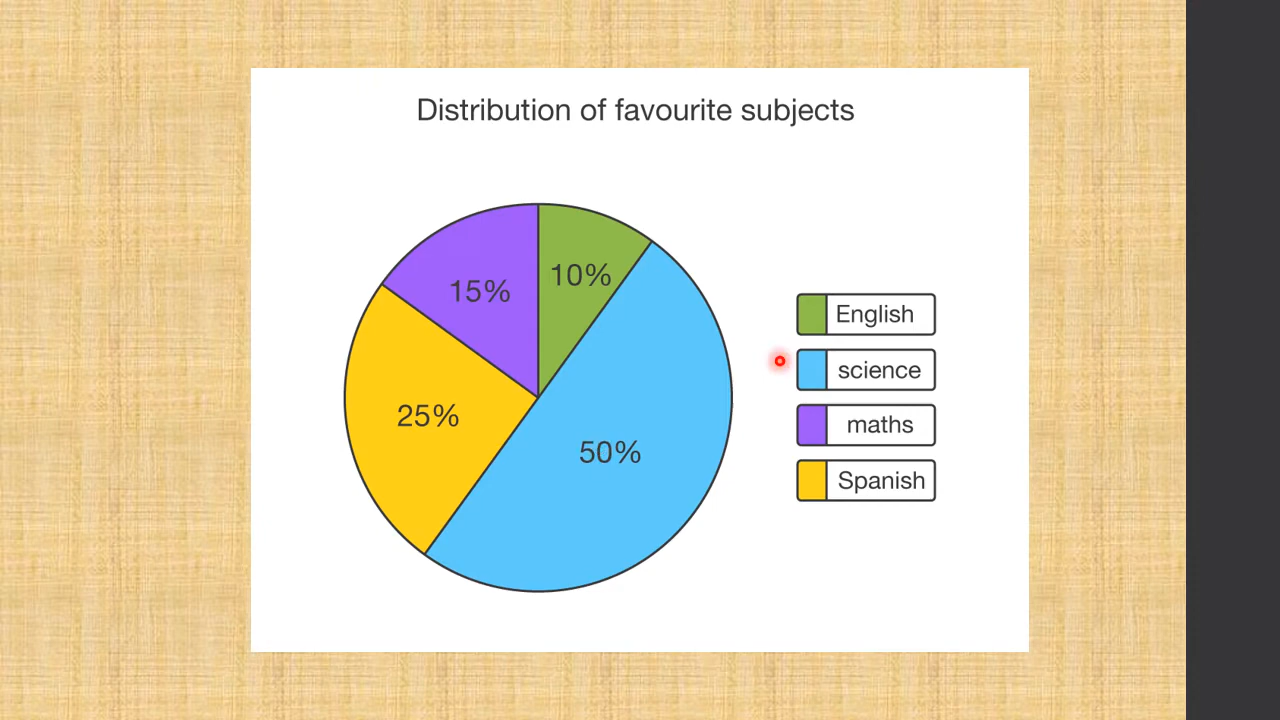 Distribution of favourite subjects
15%
10%
25%
50%
English
science
maths
Spanish